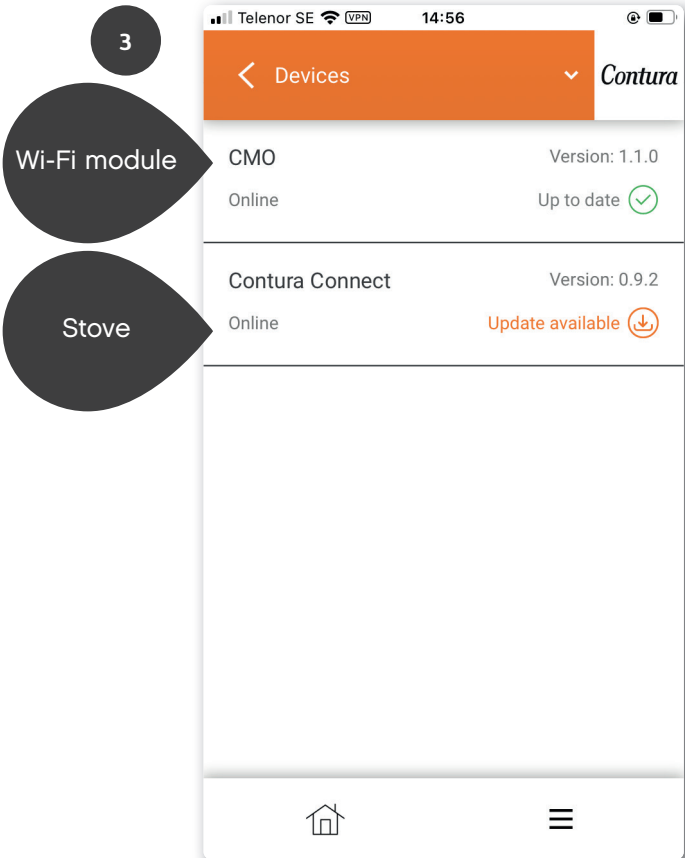 3
Telenor SE VPN 14:56
Devices
Contura
Wi-Fi module
CMO Version: 1.1.0
Online Up to date
Stove
Contura Connect Version: 0.9.2
Online Update available